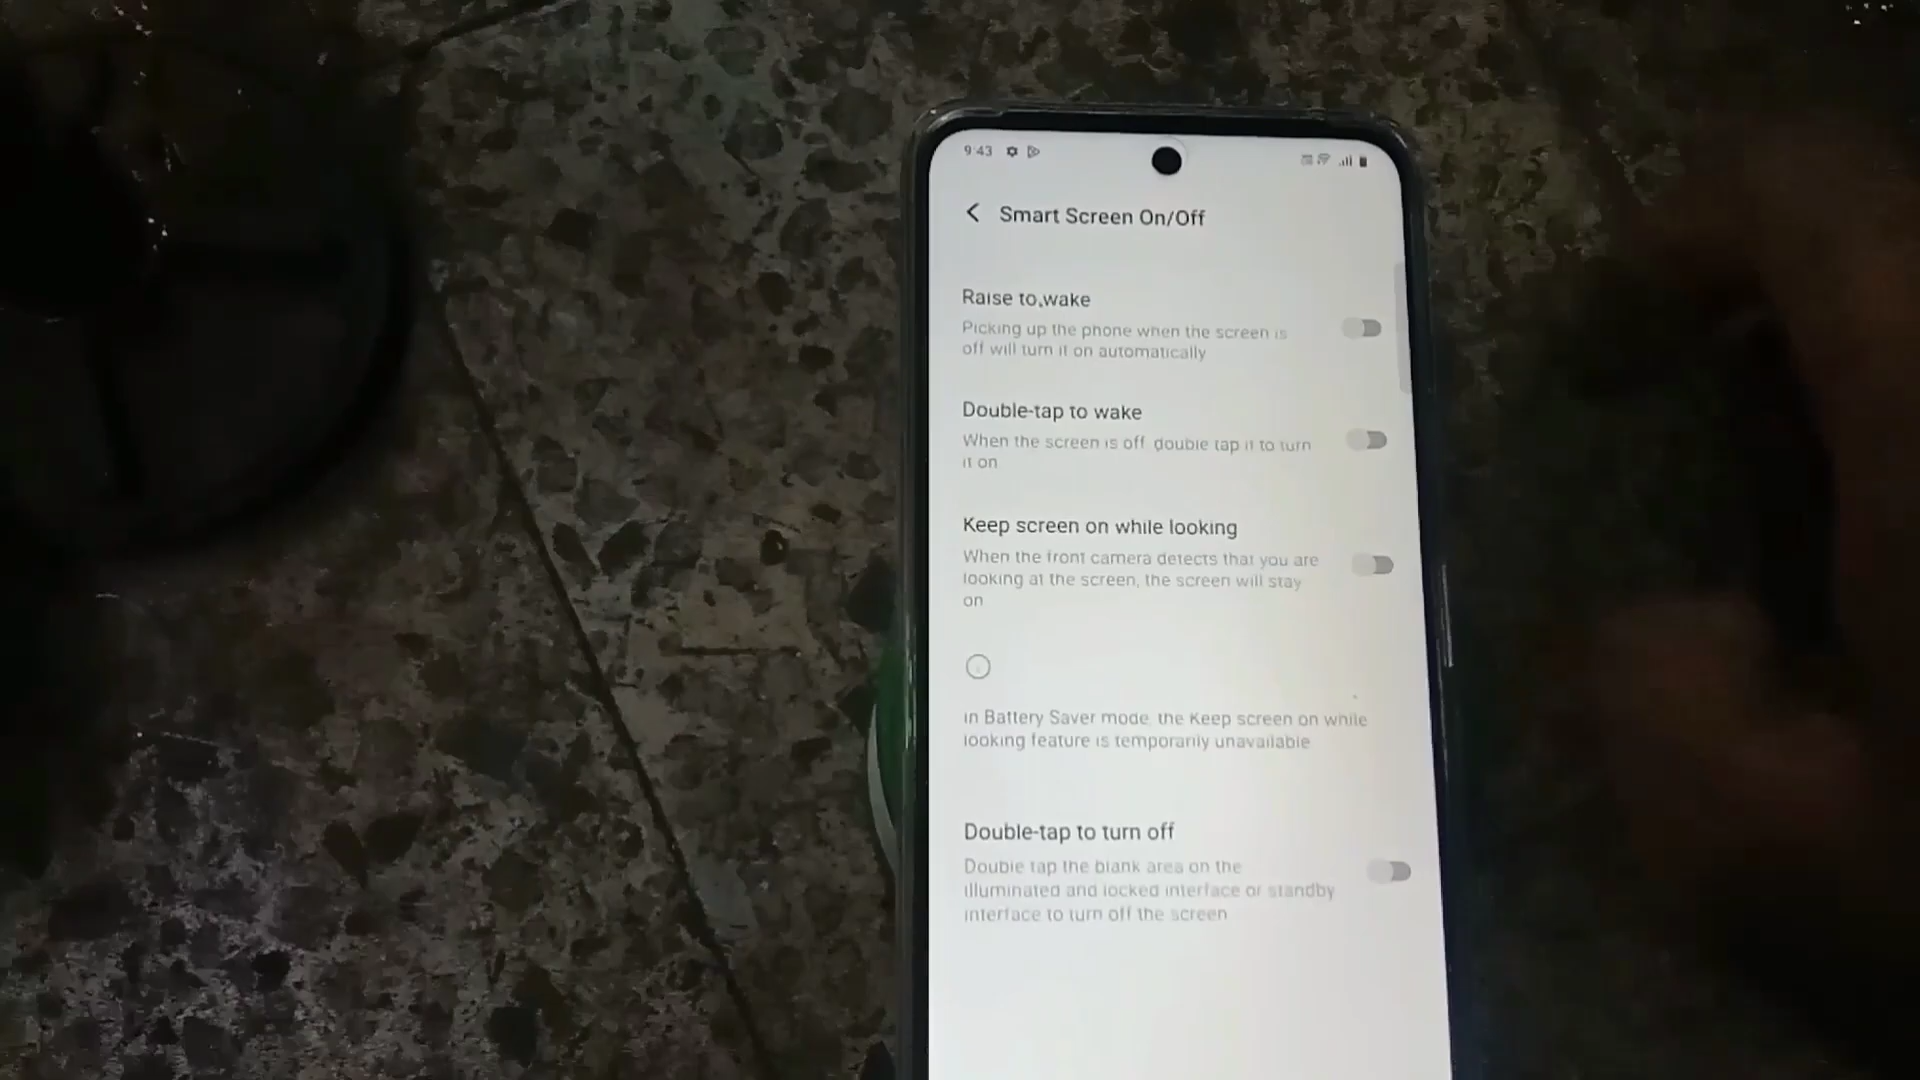 9:43
Smart Screen On/Off
Raise to wake
Picking up the phone when the screen is
off will turn it on automatically
Double-tap to wake
When the screen is off, double tap it to turn
it on
Keep screen on while looking
When the front camera detects that you are
looking at the screen, the screen will stay
on
In Battery Saver mode, the Keep screen on while
looking feature is temporarily unavailable
Double-tap to turn off
Double tap the blank area on the
illuminated and locked interface or standby
interface to turn off the screen